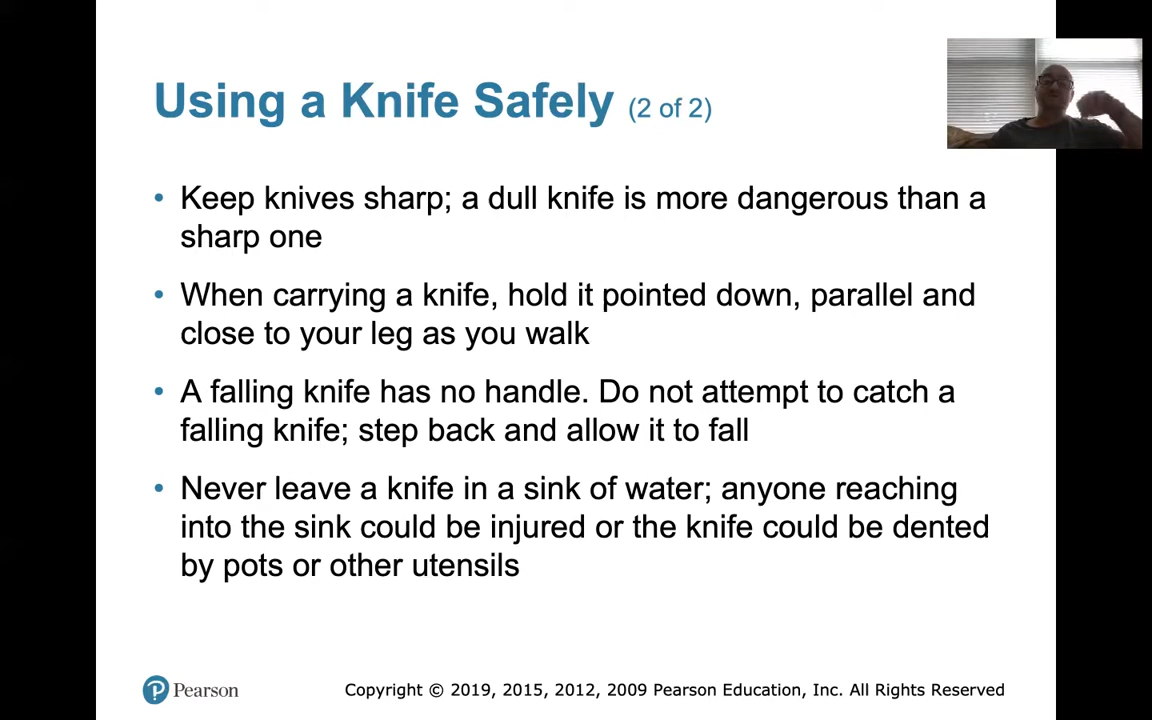 Using a Knife Safely (2 of 2)
• Keep knives sharp; a dull knife is more dangerous than a
sharp one
• When carrying a knife, hold it pointed down, parallel and
close to your leg as you walk
• A falling knife has no handle. Do not attempt to catch a
falling knife; step back and allow it to fall
• Never leave a knife in a sink of water; anyone reaching
into the sink could be injured or the knife could be dented
by pots or other utensils
Pearson
Copyright © 2019, 2015, 2012, 2009 Pearson Education, Inc. All Rights Reserved